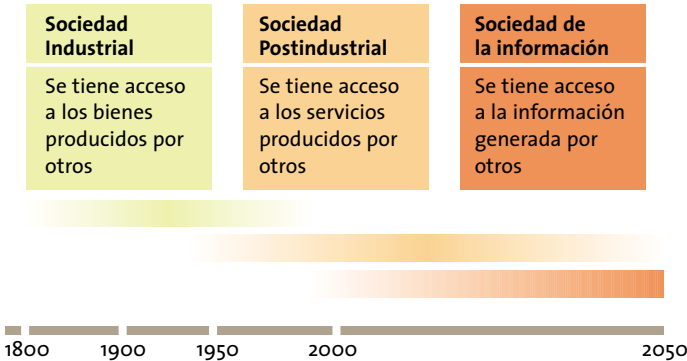 Sociedad
Industrial
Se tiene acceso
a los bienes
producidos por
otros
Sociedad
Postindustrial
Se tiene acceso
a los servicios
producidos por
otros
Sociedad de
la información
Se tiene acceso
a la información
generada por
otros
1800 1900 1950 2000 2050